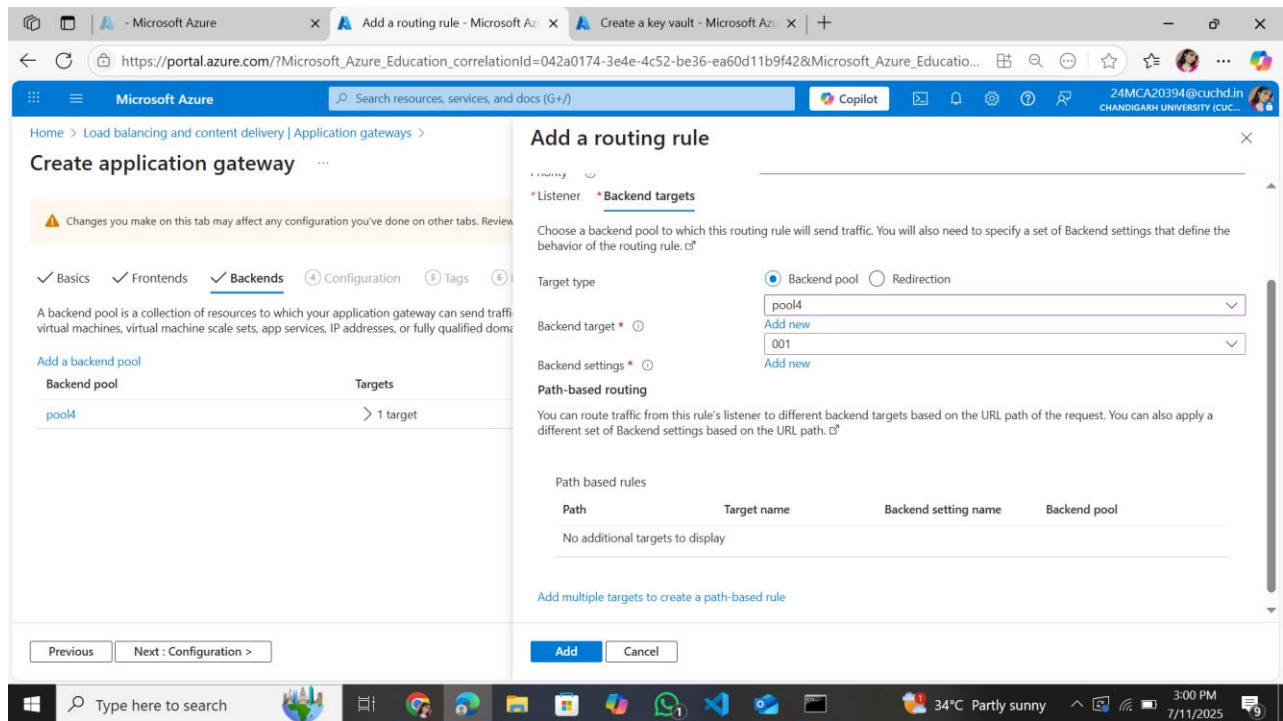 - Microsoft Azure
Add a routing rule - Microsoft Az
Create a key vault - Microsoft Az
https://portal.azure.com/?Microsoft_Azure_Education_correlationId=042a0174-3e4e-4c52-be36-ea60d11b9f42&Microsoft_Azure_Educatio...
Microsoft Azure
Search resources, services, and docs (G+/)
Copilot
24MCA20394@cuchd.in
CHANDIGARH UNIVERSITY (CUC...
Home > Load balancing and content delivery | Application gateways >
Create application gateway ...
Changes you make on this tab may affect any configuration you've done on other tabs. Review
Basics
Frontends
Backends
4 Configuration
5 Tags
6
A backend pool is a collection of resources to which your application gateway can send traffi
virtual machines, virtual machine scale sets, app services, IP addresses, or fully qualified doma
Add a backend pool
Backend pool Targets
pool4 > 1 target
Previous
Next : Configuration >
Add a routing rule
Priority
*Listener *Backend targets
Choose a backend pool to which this routing rule will send traffic. You will also need to specify a set of Backend settings that define the
behavior of the routing rule.
Target type
Backend pool Redirection
pool4
Backend target *
Add new
001
Backend settings *
Add new
Path-based routing
You can route traffic from this rule's listener to different backend targets based on the URL path of the request. You can also apply a
different set of Backend settings based on the URL path.
Path based rules
Path Target name Backend setting name Backend pool
No additional targets to display
Add multiple targets to create a path-based rule
Add
Cancel
Type here to search
1
34°C Partly sunny
3:00 PM
7/11/2025
9